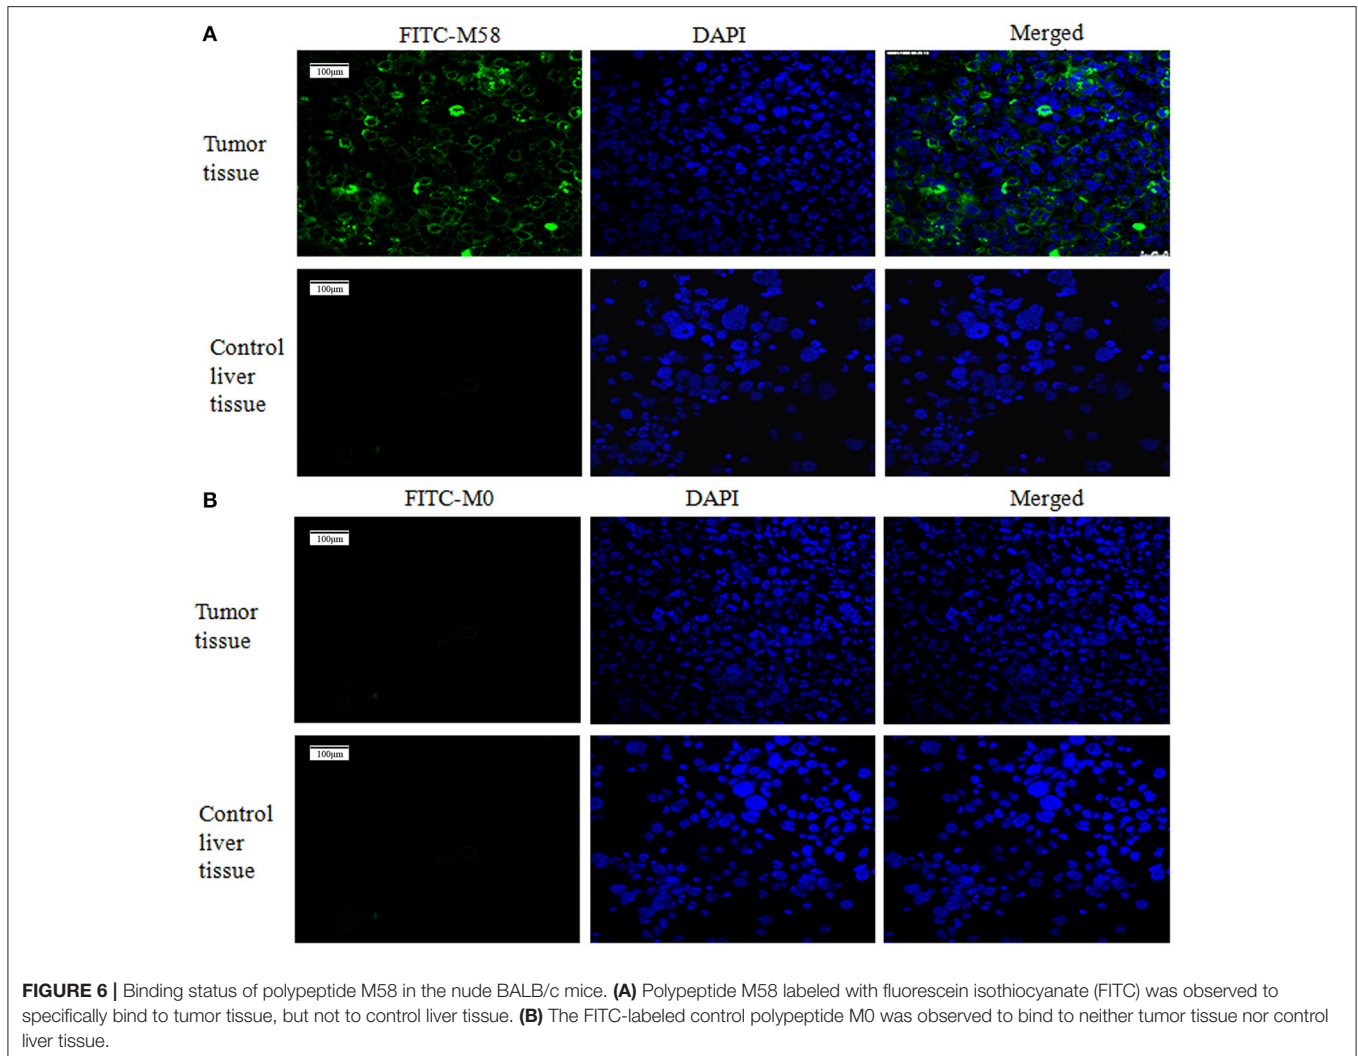 A
FITC-M58 DAPI Merged
100μm
Tumor
tissue
100μm
Control
liver
tissue
B
FITC-M0 DAPI Merged
100μm
Tumor
tissue
100μm
Control
liver
tissue
FIGURE 6 | Binding status of polypeptide M58 in the nude BALB/c mice. (A) Polypeptide M58 labeled with fluorescein isothiocyanate (FITC) was observed to
specifically bind to tumor tissue, but not to control liver tissue. (B) The FITC-labeled control polypeptide M0 was observed to bind to neither tumor tissue nor control
liver tissue.